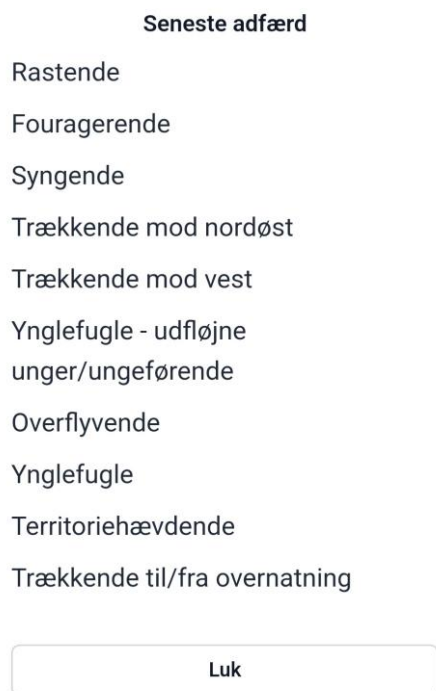 Seneste adfærd
Rastende
Fouragerende
Syngende
Trækkende mod nordøst
Trækkende mod vest
Ynglefugle - udfløjne
unger/ungeførende
Overflyvende
Ynglefugle
Territoriehævdende
Trækkende til/fra overnatning
Luk